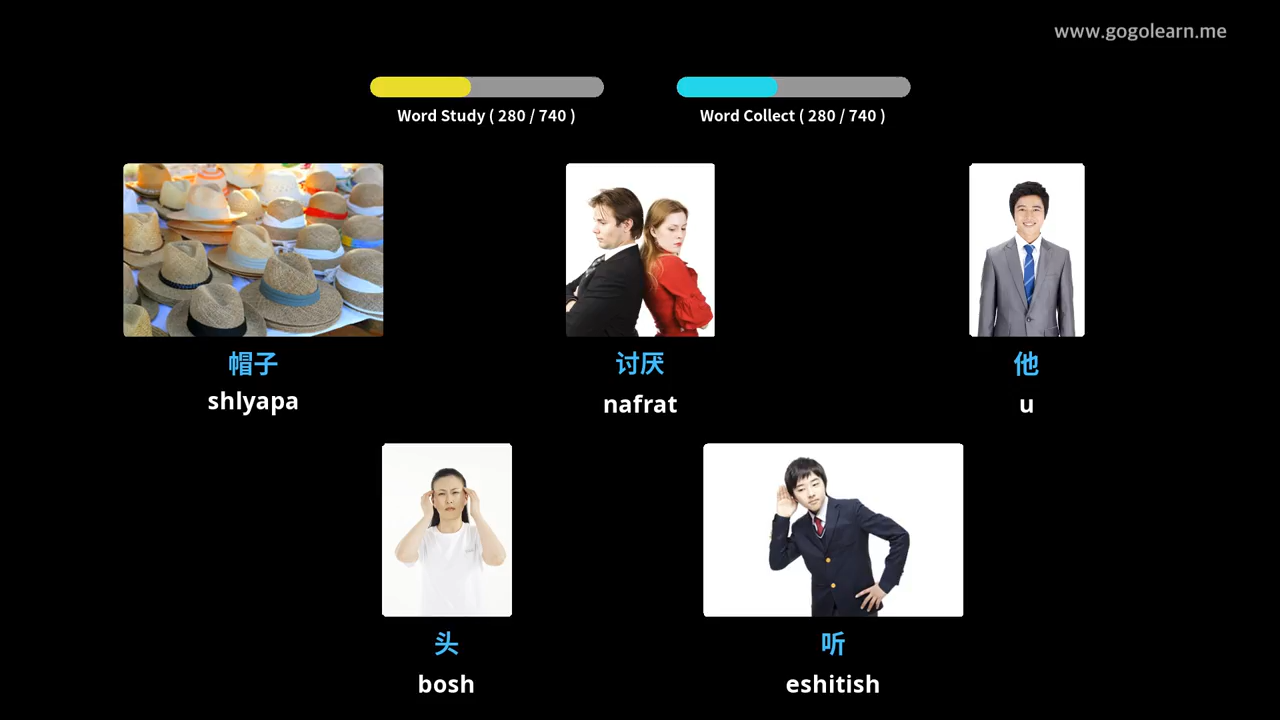 www.gogolearn.me
Word Study ( 280 / 740 )
Word Collect ( 280 / 740 )
帽子
shlyapa
讨厌
nafrat
他
u
头
bosh
听
eshitish